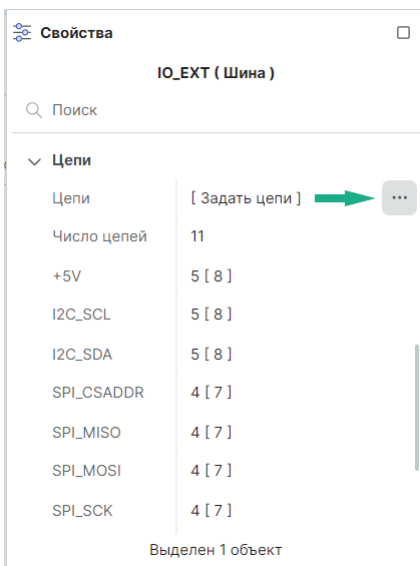 Свойства
IO_EXT ( Шина )
Поиск
Цепи
Цепи [ Задать цепи ] ...
Число цепей 11
+5V 5 [ 8 ]
I2C_SCL 5 [ 8 ]
I2C_SDA 5 [ 8 ]
SPI_CSADDR 4 [ 7 ]
SPI_MISO 4 [ 7 ]
SPI_MOSI 4 [ 7 ]
SPI_SCK 4 [ 7 ]
Выделен 1 объект